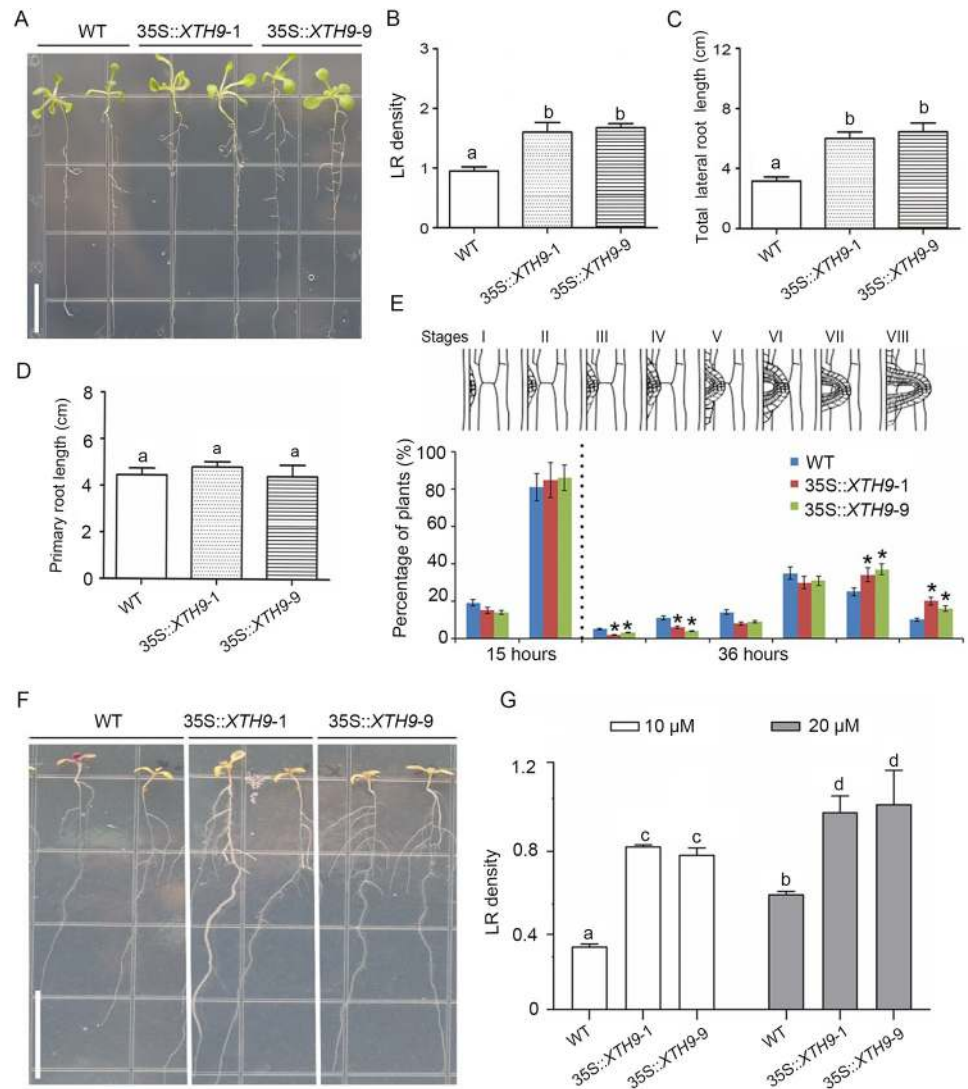 A
WT 35S::XTH9-1 35S::XTH9-9
B
LR density
3
2
1
0
a
b
b
WT
35S::XTH9-1
35S::XTH9-9
C
Total lateral root length (cm)
12
8
4
0
a
b
b
WT
35S::XTH9-1
35S::XTH9-9
D
Primary root length (cm)
8
6
4
2
0
a
a
a
WT
35S::XTH9-1
35S::XTH9-9
E
Stages I II III IV V VI VII VIII
Percentage of plants (%)
100
80
60
40
20
0
WT
35S::XTH9-1
35S::XTH9-9
* * * * * * * *
15 hours 36 hours
F
WT 35S::XTH9-1 35S::XTH9-9
G
10 µM 20 µM
LR density
1.2
0.8
0.4
0
a
c
c
b
d
d
WT
35S::XTH9-1
35S::XTH9-9
WT
35S::XTH9-1
35S::XTH9-9